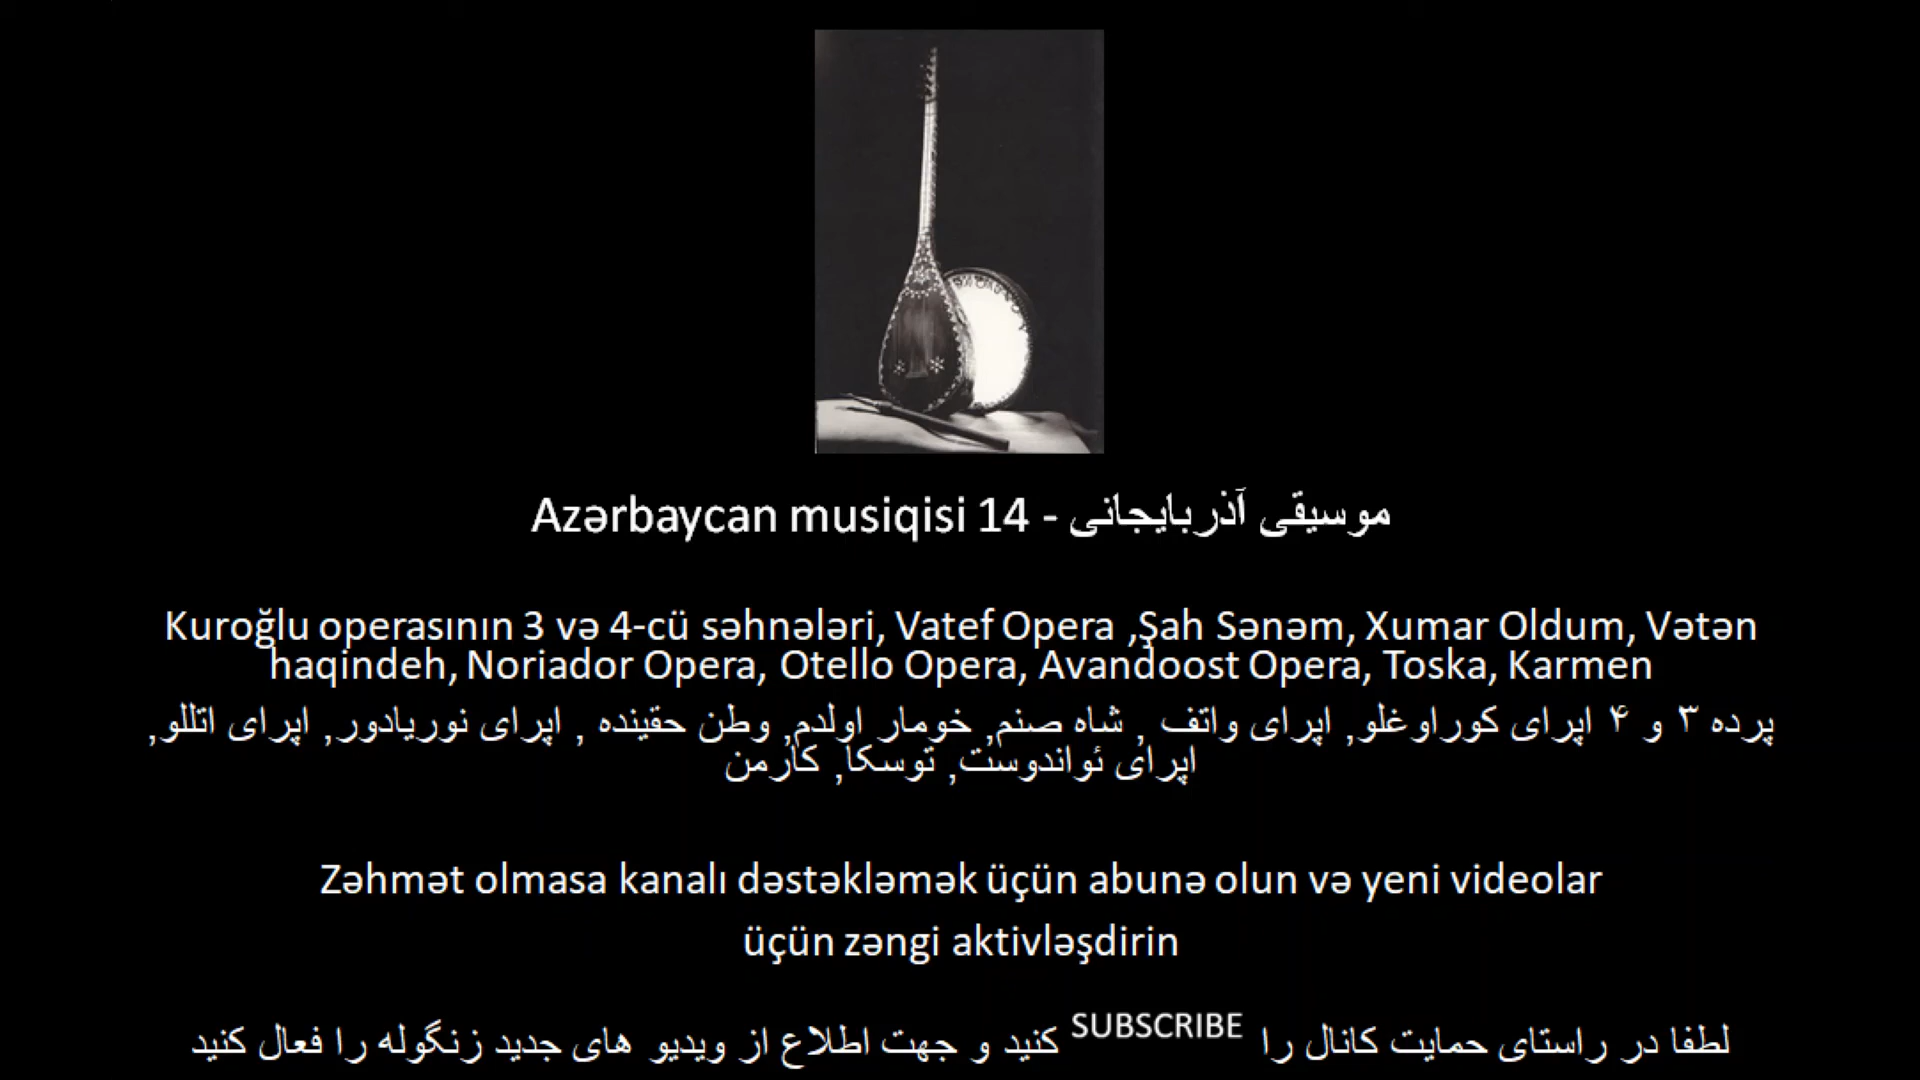 Azərbaycan musiqisi 14 - موسیقی آذربایجانی
Kuroğlu operasının 3 və 4-cü səhnələri, Vatef Opera ,Şah Sənəm, Xumar Oldum, Vətən
haqindeh, Noriador Opera, Otello Opera, Avandoost Opera, Toska, Karmen
پرده ۳ و ۴ اپرای کوراوغلو, اپرای واتف , شاه صنم, خومار اولدم, وطن حقینده , اپرای نوریادور, اپرای اتللو,
اپرای ئواندوست, توسکا, کارمن
Zəhmət olmasa kanalı dəstəkləmək üçün abunə olun və yeni videolar
üçün zəngi aktivləşdirin
لطفا در راستای حمایت کانال را SUBSCRIBE کنید و جهت اطلاع از ویدیو های جدید زنگوله را فعال کنید